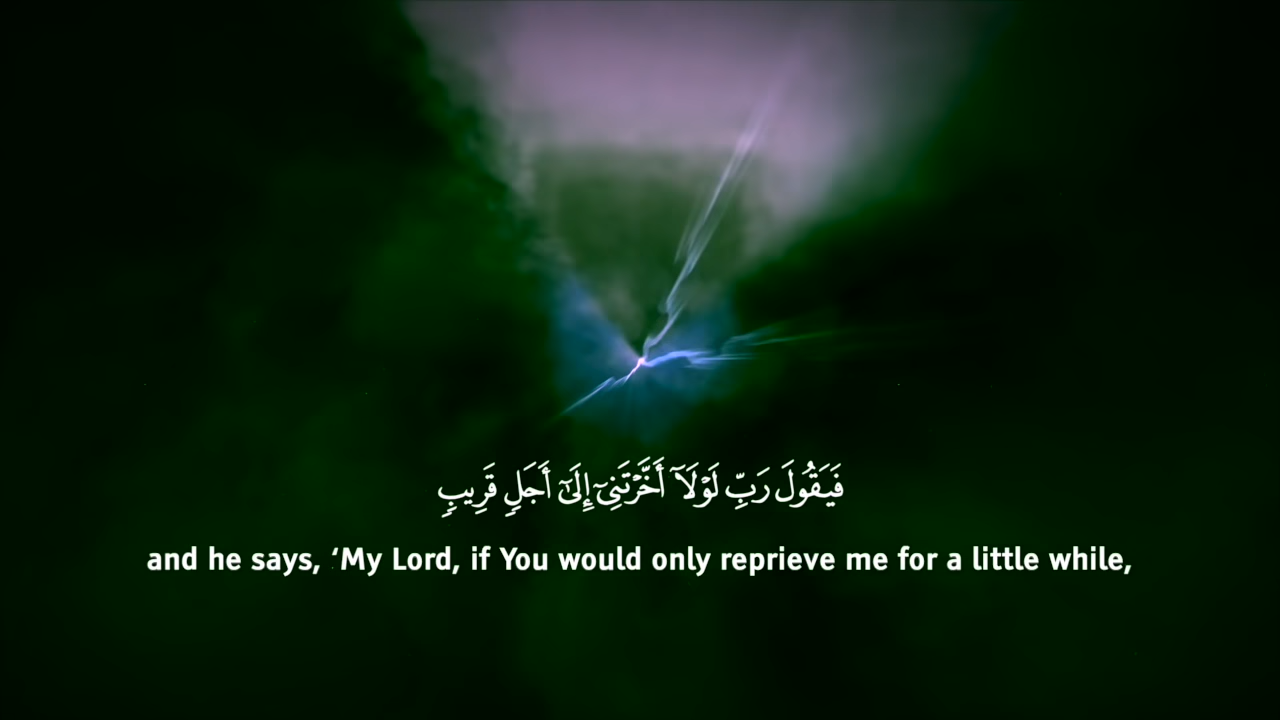 فَيَقُولَ رَبِّ لَوْلَآ أَخَّرْتَنِىٓ إِلَىٰٓ أَجَلٍ قَرِيبٍ
and he says, ‘My Lord, if You would only reprieve me for a little while,